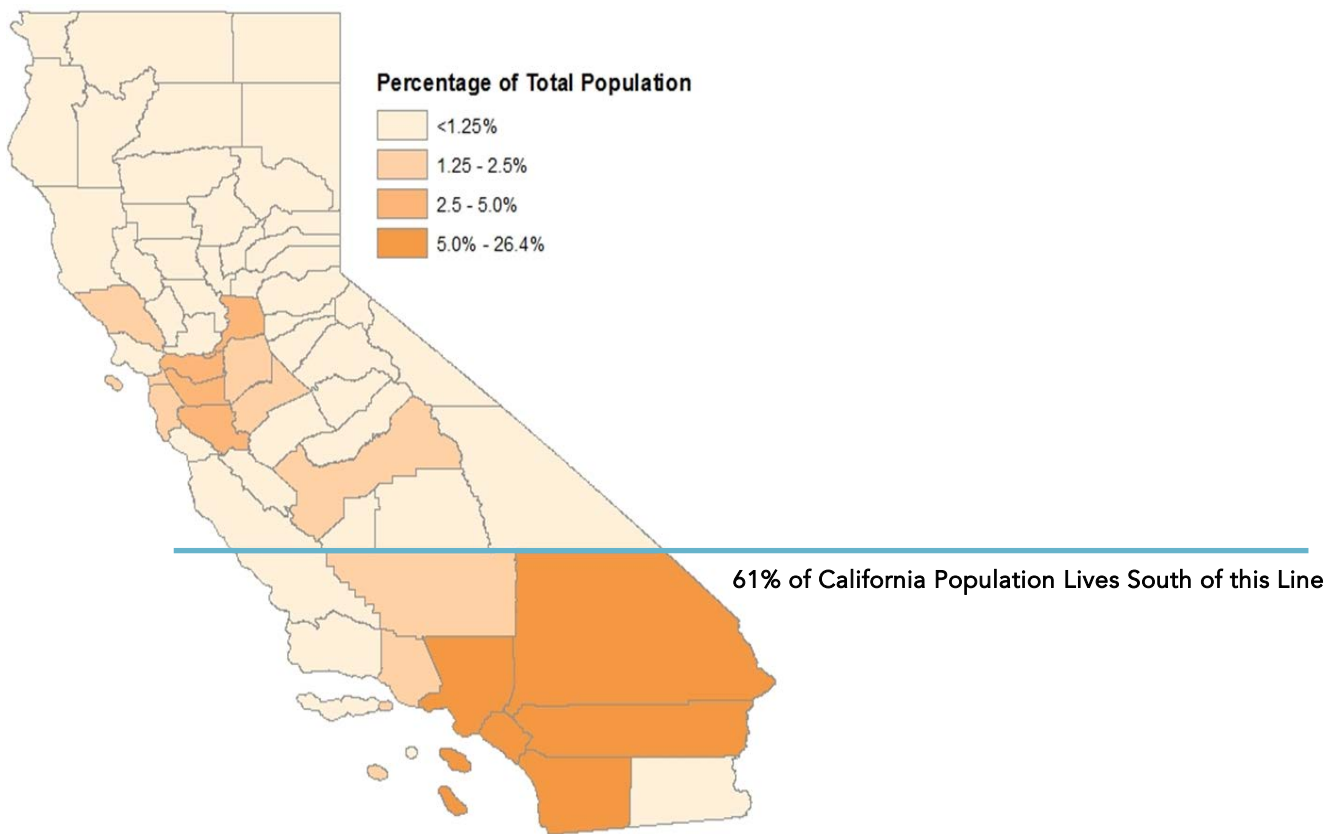 Percentage of Total Population
<1.25%
1.25 - 2.5%
2.5 - 5.0%
5.0% - 26.4%
61% of California Population Lives South of this Line